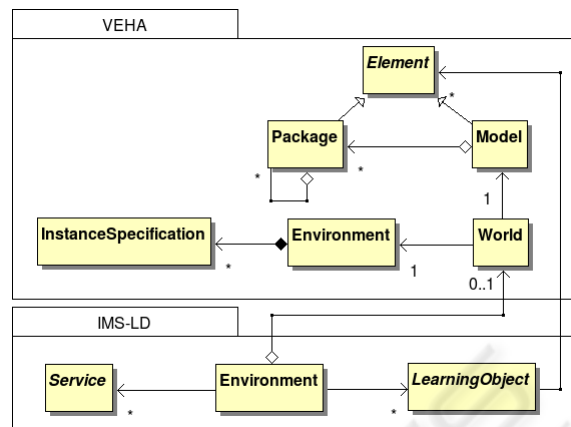 VEHA
Element
*
Package
Model
*
*
1
InstanceSpecification
Environment
World
*
1
0..1
IMS-LD
Service
Environment
LearningObject
*
*